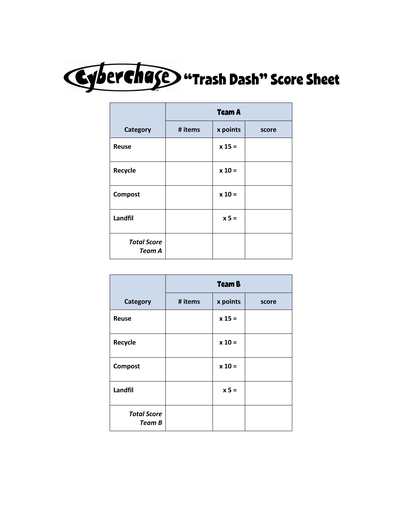 Cyberchase "Trash Dash" Score Sheet
Team A
Category # items x points score
Reuse x 15 =
Recycle x 10 =
Compost x 10 =
Landfil x 5 =
Total Score
Team A
Team B
Category # items x points score
Reuse x 15 =
Recycle x 10 =
Compost x 10 =
Landfil x 5 =
Total Score
Team B